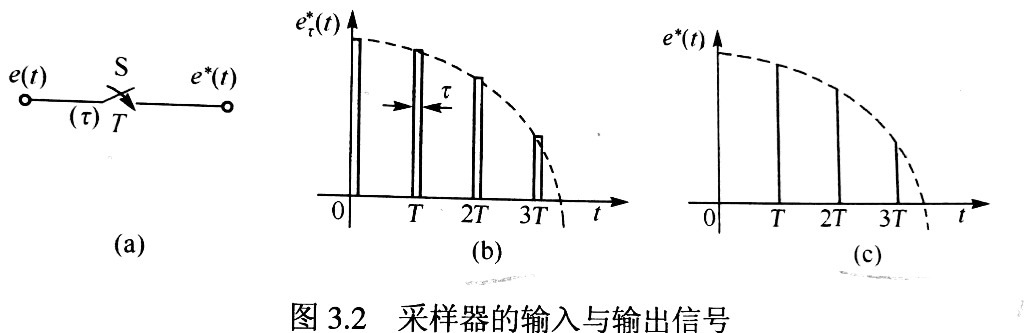 e(t) S e*(t)
(τ) T
(a)
e*τ(t)
τ
0 T 2T 3T t
(b)
e*(t)
0 T 2T 3T t
(c)
图 3.2 采样器的输入与输出信号